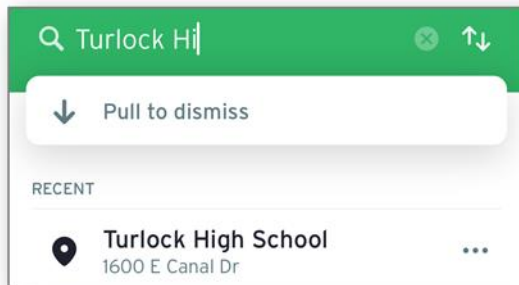 Turlock Hi
Pull to dismiss
RECENT
Turlock High School
1600 E Canal Dr